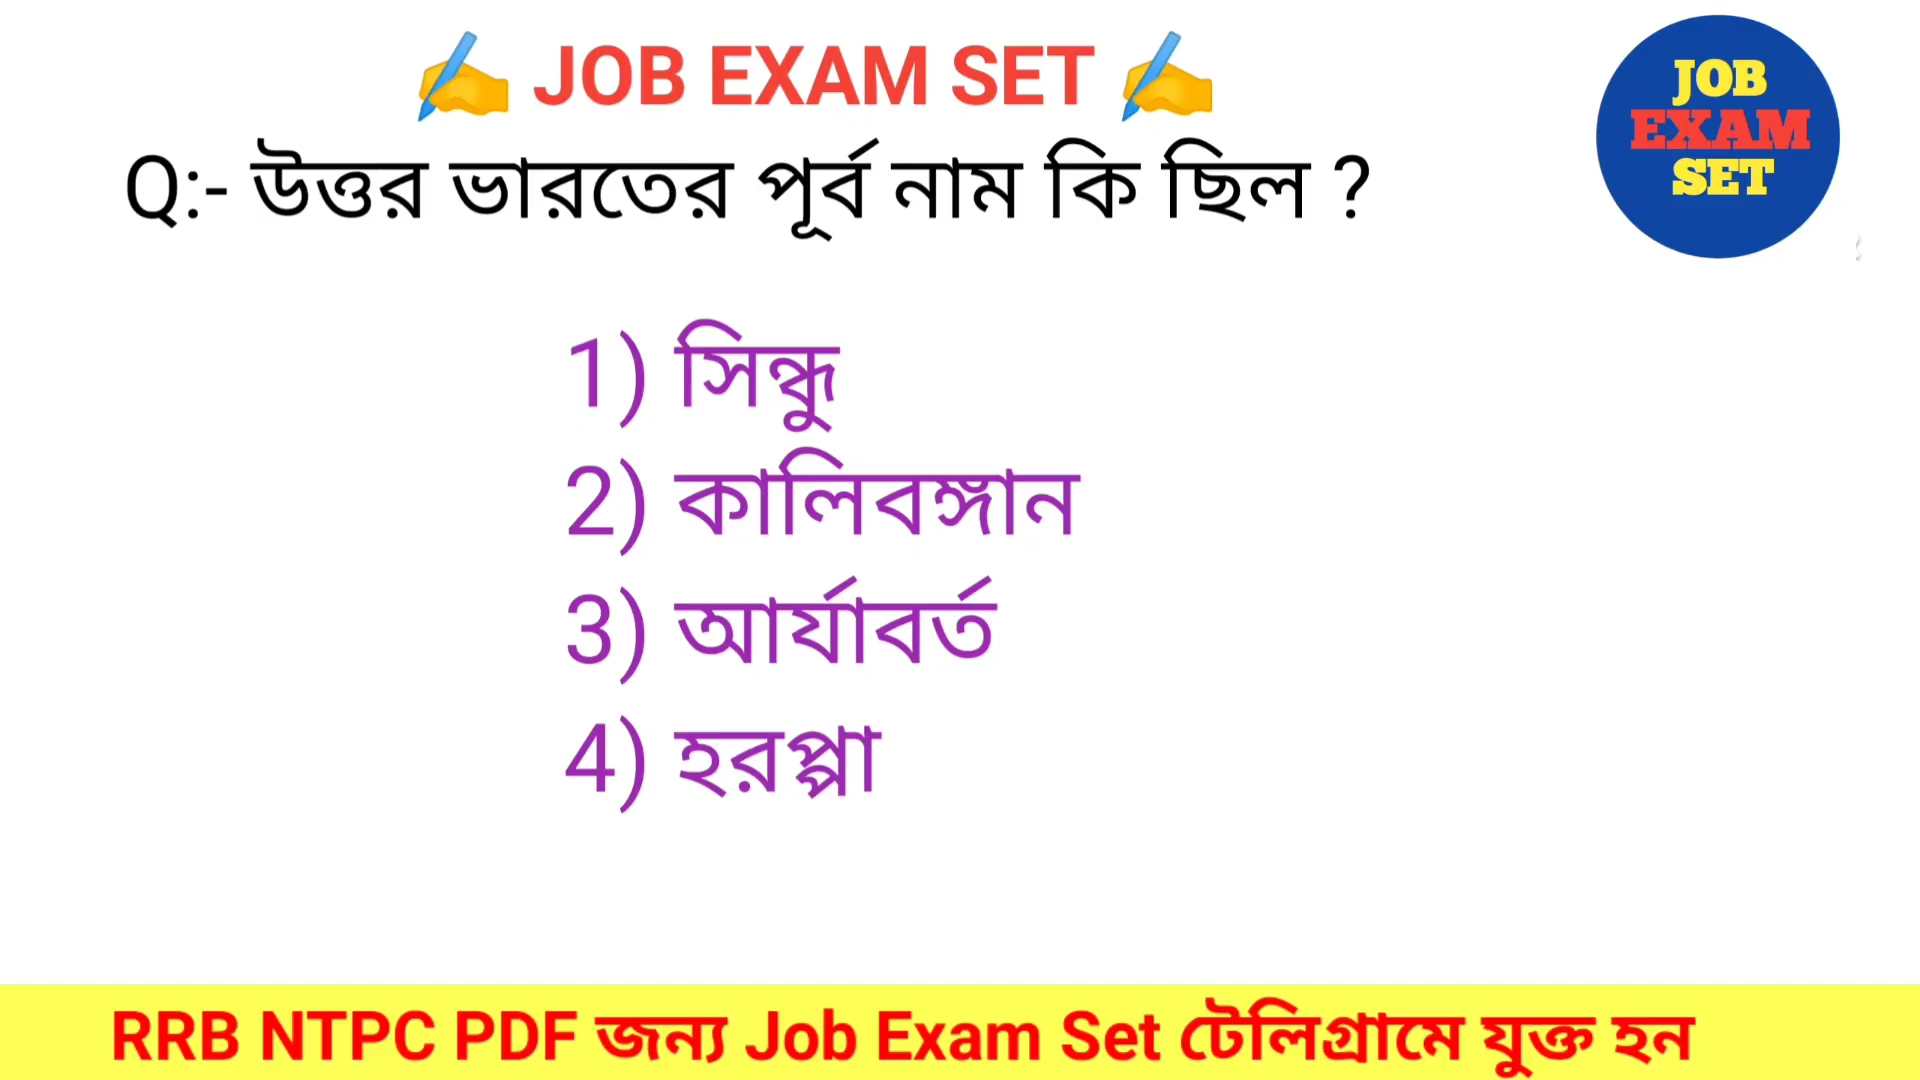 ✍️ JOB EXAM SET ✍️
JOB
EXAM
SET
Q:- উত্তর ভারতের পূর্ব নাম কি ছিল ?
1) সিন্ধু
2) কালিবঙ্গান
3) আর্যাবর্ত
4) হরপ্পা
RRB NTPC PDF জন্য Job Exam Set টেলিগ্রামে যুক্ত হন